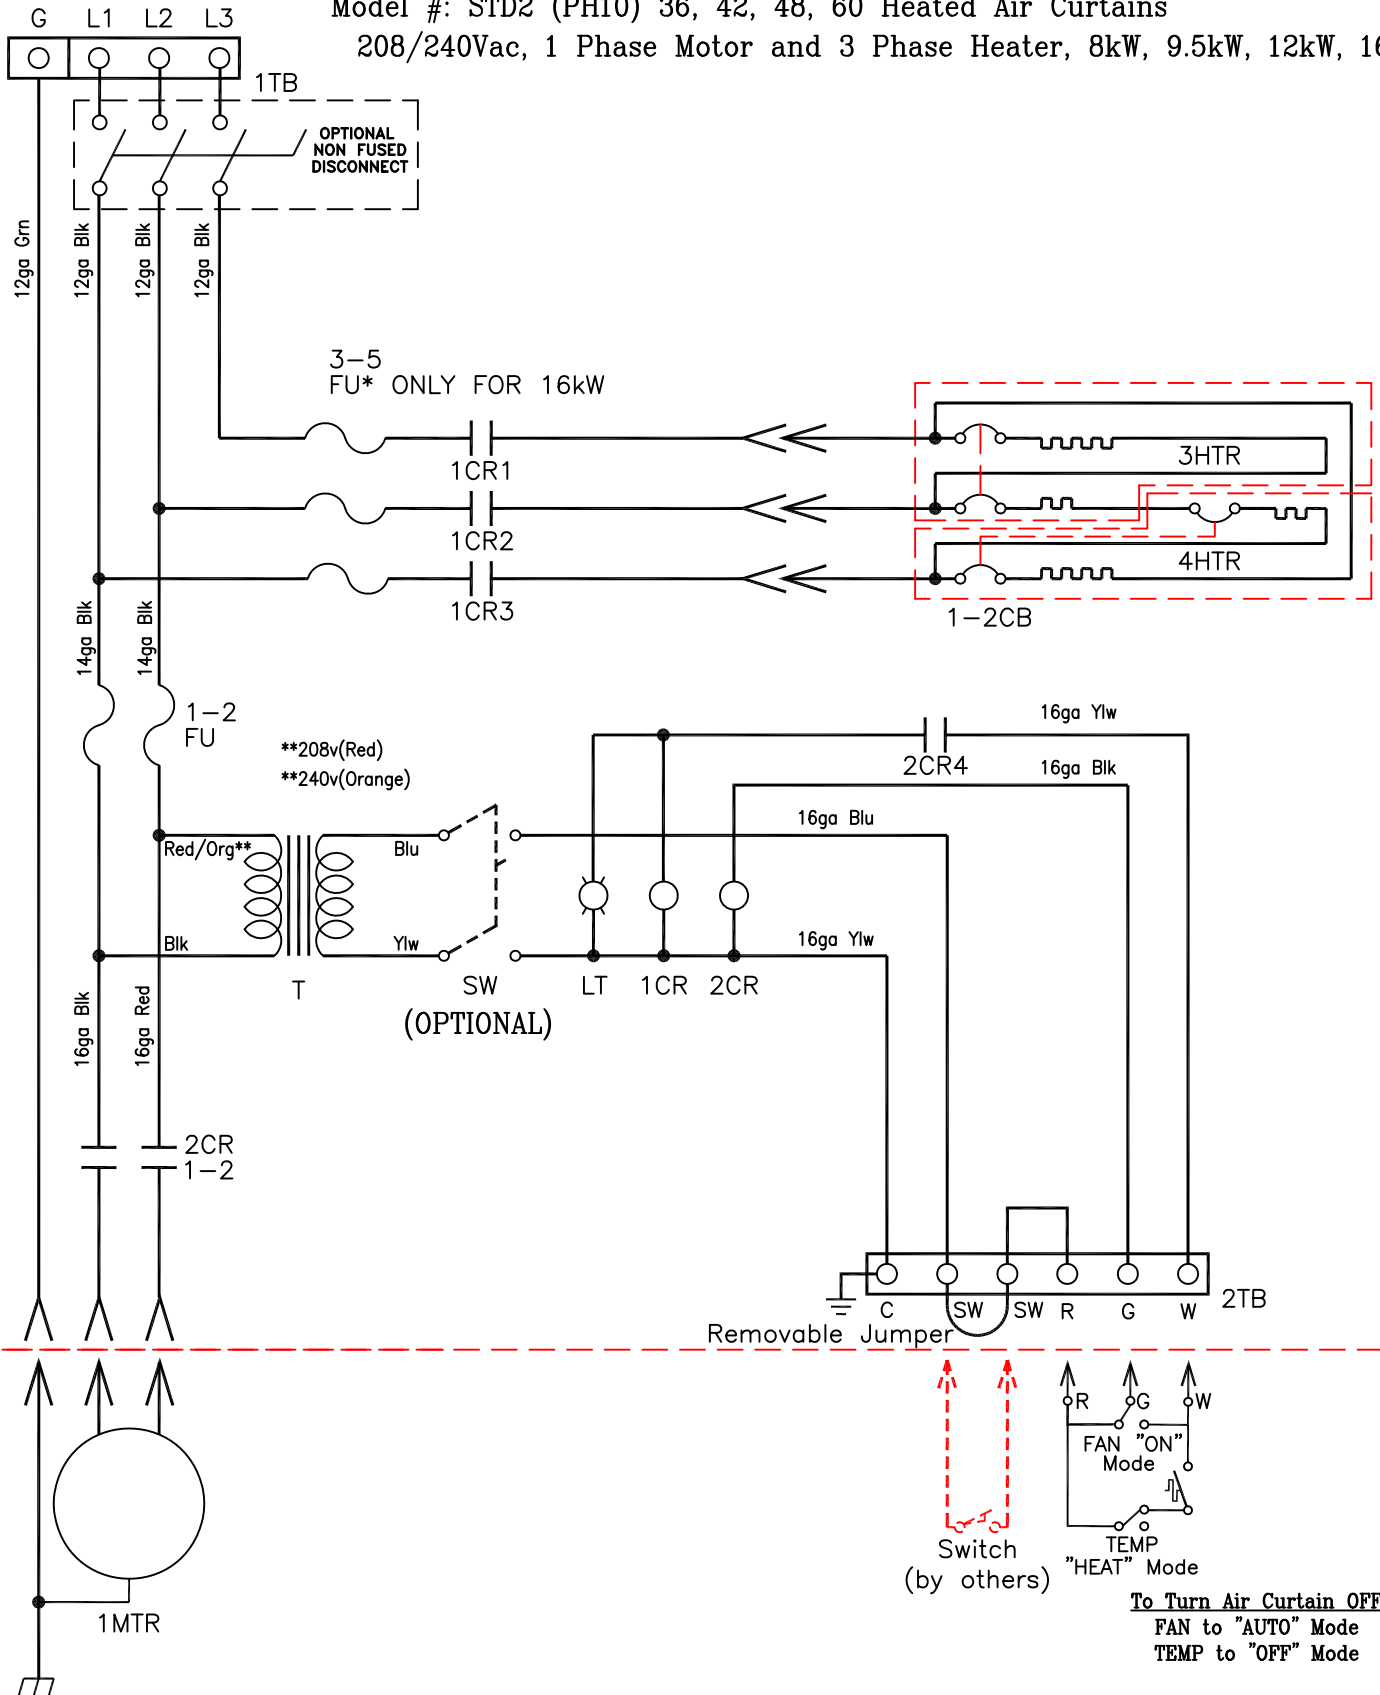 Model #: STD2 (PH10) 36, 42, 48, 60 Heated Air Curtains
208/240Vac, 1 Phase Motor and 3 Phase Heater, 8kW, 9.5kW, 12kW,
G L1 L2 L3
1TB
OPTIONAL
NON FUSED
DISCONNECT
12ga Grn
12ga Blk
12ga Blk
12ga Blk
3-5
FU* ONLY FOR 16kW
1CR1
3HTR
1CR2
4HTR
1CR3
1-2CB
14ga Blk
14ga Blk
1-2
FU
**208v(Red)
**240v(Orange)
16ga Ylw
2CR4
16ga Blk
16ga Blu
Red/Org**
Blu
Blk
Ylw
16ga Ylw
T
SW
LT
1CR
2CR
(OPTIONAL)
16ga Blk
16ga Red
2CR
1-2
C SW SW R G W
2TB
Removable Jumper
R G W
FAN "ON"
Mode
TEMP
"HEAT" Mode
Switch
(by others)
To Turn Air Curtain OFF
FAN to "AUTO" Mode
TEMP to "OFF" Mode
1MTR